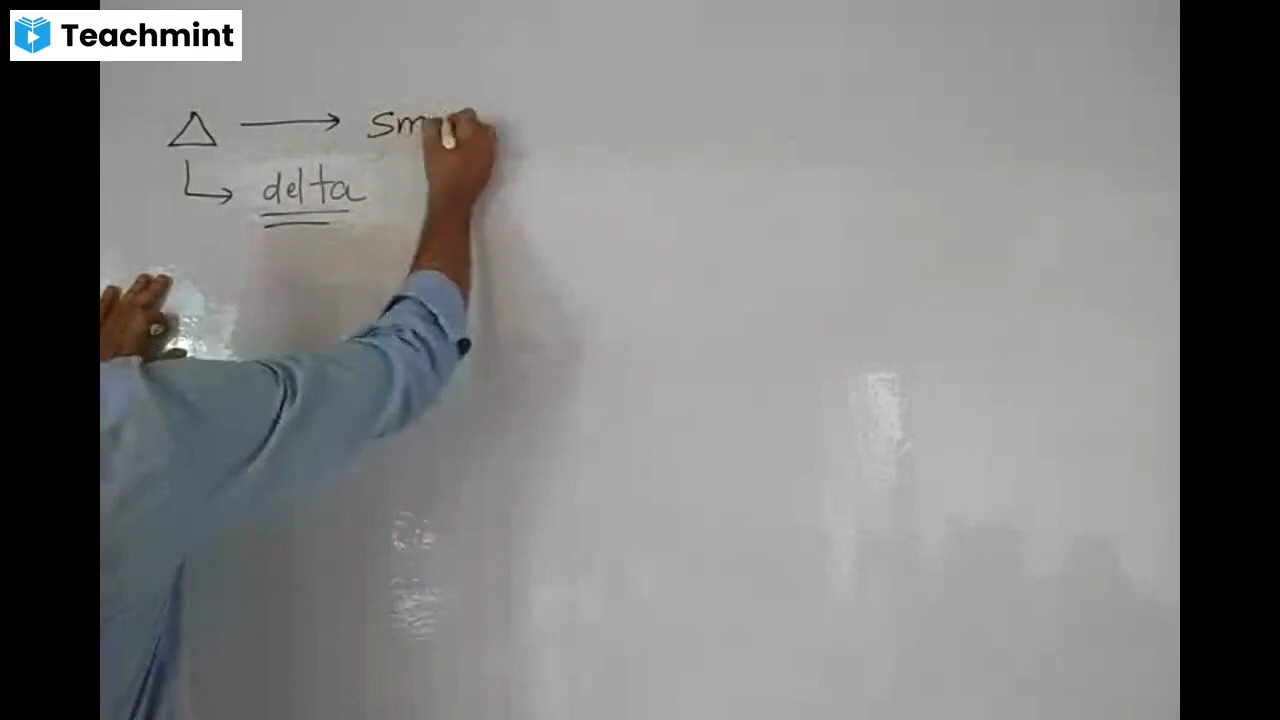 Teachmint
Δ → Sm
↳ delta